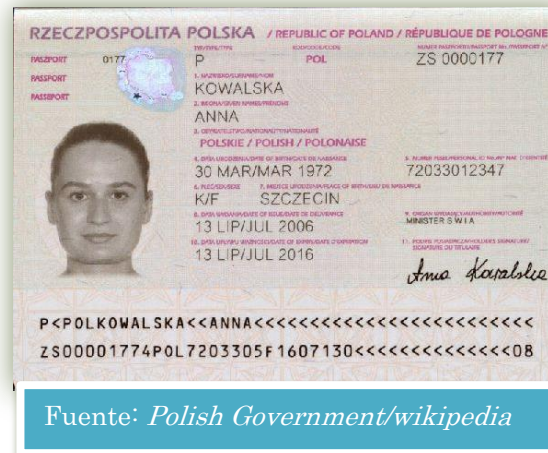 RZECZPOSPOLITA POLSKA / REPUBLIC OF POLAND / RÉPUBLIQUE DE POLOGNE
PASZPORT 0177
PASSPORT
PASSEPORT
P POL ZS 0000177
KOWALSKA
ANNA
POLSKIE / POLISH / POLONAISE
30 MAR/MAR 1972 72033012347
K/F SZCZECIN
13 LIP/JUL 2006 MINISTER S W I A
13 LIP/JUL 2016
Anna Kowalska
P<POLKOWALSKA<<ANNA<<<<<<<<<<<<<<<<<<<<<<<<<
ZS00001774POL7203305F1607130<<<<<<<<<<<<<<08
Fuente: Polish Government/wikipedia